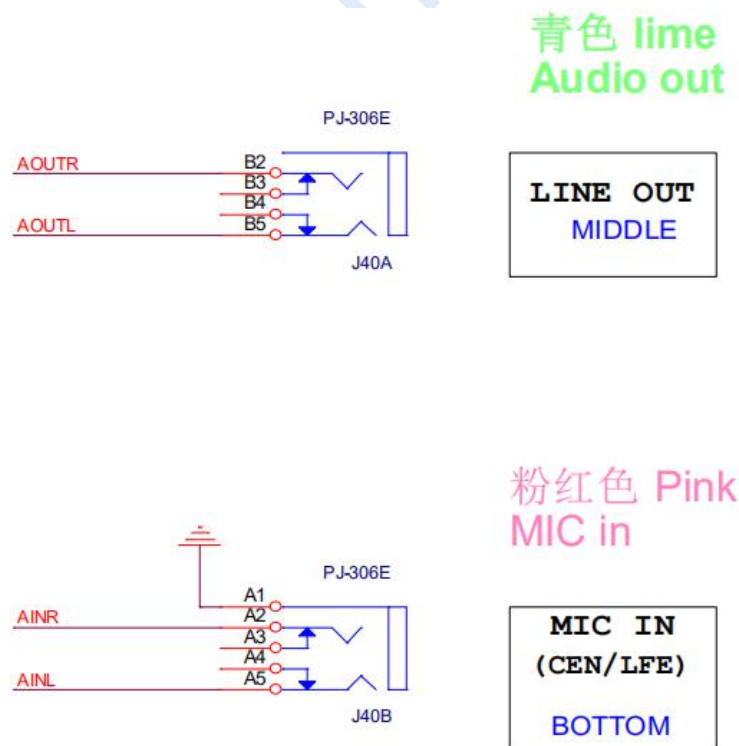 青色 lime
Audio out
PJ-306E
AOUTR
B2
B3
B4
AOUTL
B5
J40A
LINE OUT
MIDDLE
粉红色 Pink
MIC in
PJ-306E
A1
AINR
A2
A3
A4
AINL
A5
J40B
MIC IN
(CEN/LFE)
BOTTOM